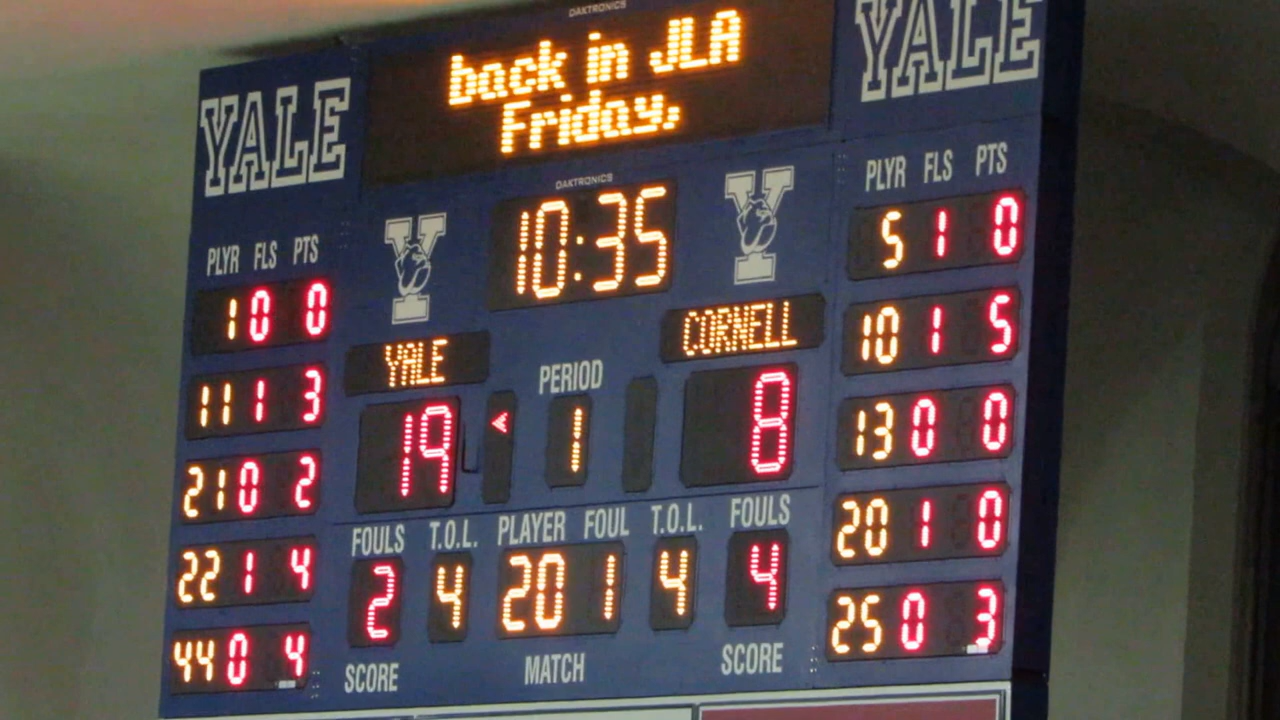 DAKTRONICS
back in JLA
Friday,
YALE
YALE
DAKTRONICS
10:35
Y
Y
PLYR FLS PTS
1 0 0
11 1 3
21 0 2
22 1 4
44 0 4
YALE
19
PERIOD
1
CORNELL
8
PLYR FLS PTS
5 1 0
10 1 5
13 0 0
20 1 0
25 0 3
FOULS T.O.L. PLAYER FOUL T.O.L. FOULS
2 4 20 1 4 4
SCORE MATCH SCORE